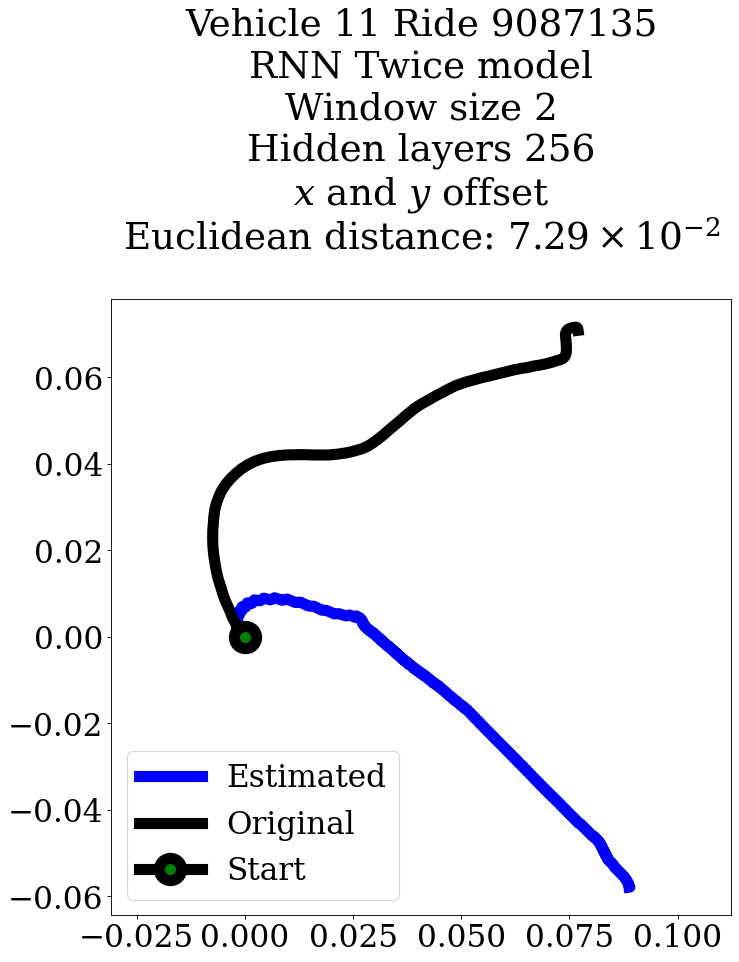 Vehicle 11 Ride 9087135
RNN Twice model
Window size 2
Hidden layers 256
x and y offset
Euclidean distance: 7.29 × 10⁻²
0.06
0.04
0.02
0.00
−0.02
−0.04
−0.06
Estimated
Original
Start
−0.025 0.000 0.025 0.050 0.075 0.100